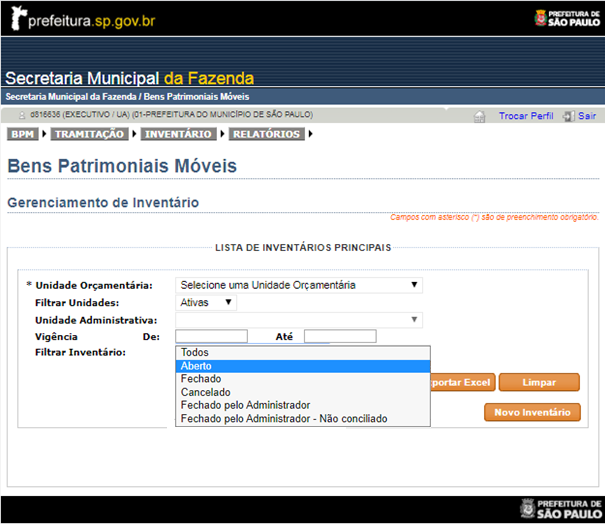 prefeitura.sp.gov.br
PREFEITURA DE
SÃO PAULO
Secretaria Municipal da Fazenda
Secretaria Municipal da Fazenda / Bens Patrimoniais Móveis
d816636 (EXECUTIVO / UA) (01-PREFEITURA DO MUNICÍPIO DE SÃO PAULO) Trocar Perfil Sair
BPM TRAMITAÇÃO INVENTÁRIO RELATÓRIOS
Bens Patrimoniais Móveis
Gerenciamento de Inventário
Campos com asterisco (*) são de preenchimento obrigatório.
LISTA DE INVENTÁRIOS PRINCIPAIS
* Unidade Orçamentária: Selecione uma Unidade Orçamentária
Filtrar Unidades: Ativas
Unidade Administrativa:
Vigência De: Até
Filtrar Inventário:
Todos
Aberto
Fechado
Cancelado
Fechado pelo Administrador
Fechado pelo Administrador - Não conciliado
xportar Excel Limpar
Novo Inventário
PREFEITURA DE
SÃO PAULO